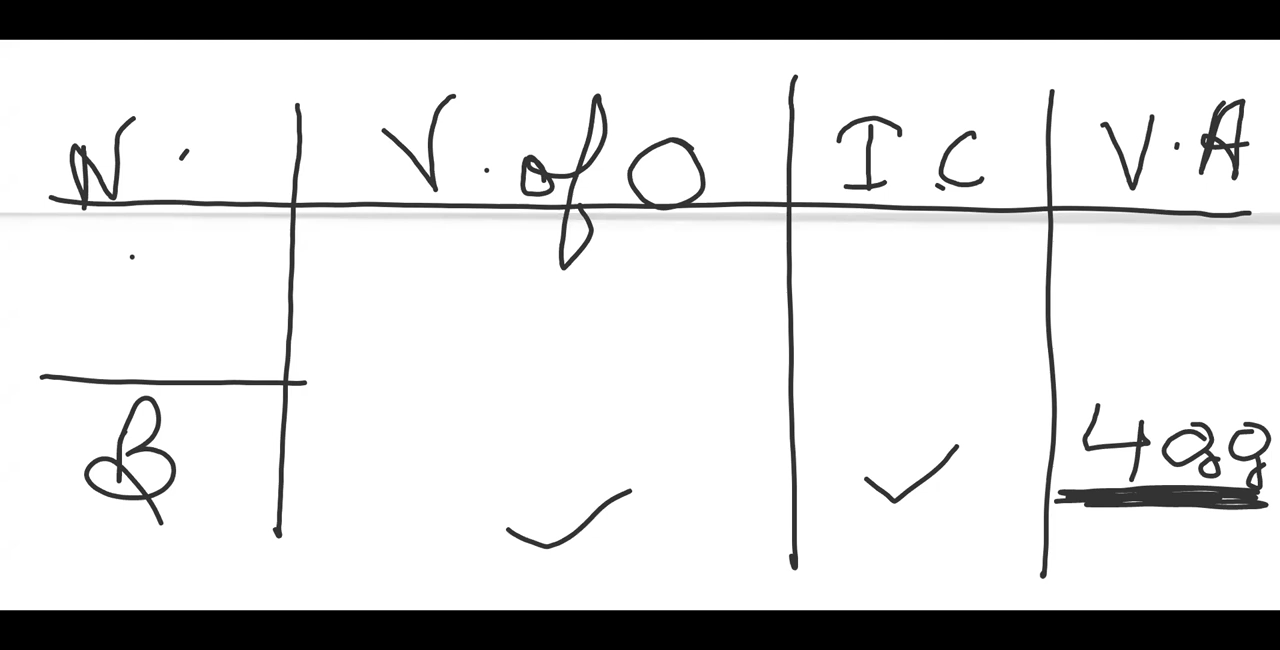 N. V. of O I.C V.A
B ✓ ✓ 400